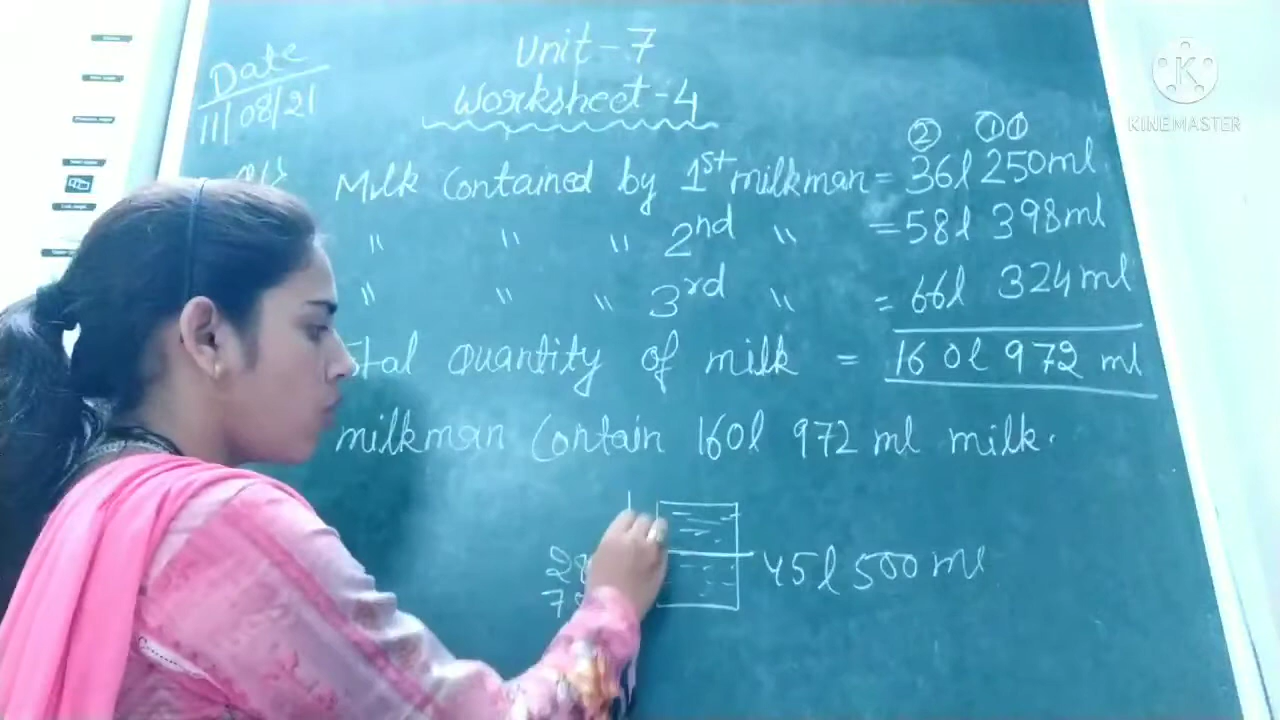 Unit-7
Date
11/08/21
Worksheet-4
② ①①
Milk Contained by 1st milkman = 36l 250ml.
" " " 2nd " = 58l 398ml
" " " 3rd " = 66l 324ml
Quantity of milk = 160l 972 ml
milkman Contain 160l 972 ml milk.
45l 500 ml
KINEMASTER